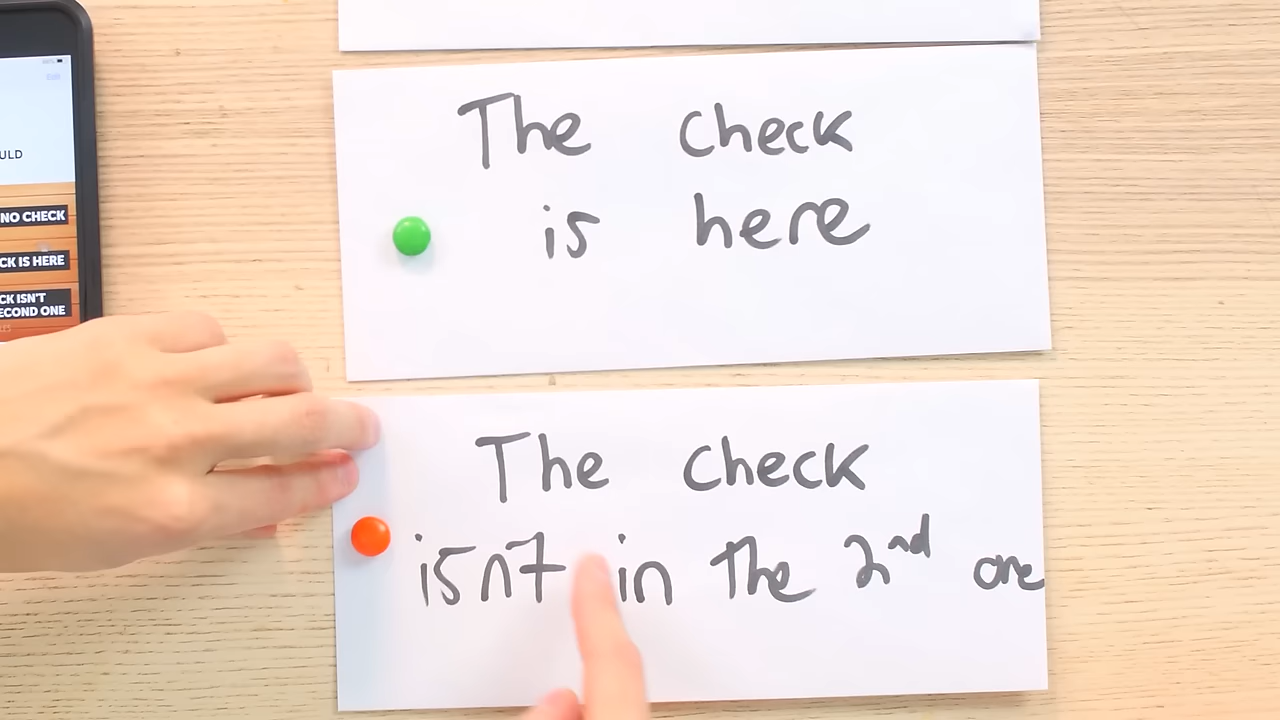 Edit
ULD
NO CHECK
CK IS HERE
CK ISN'T
ECOND ONE
The check
is here
The check
isn't in the 2nd one